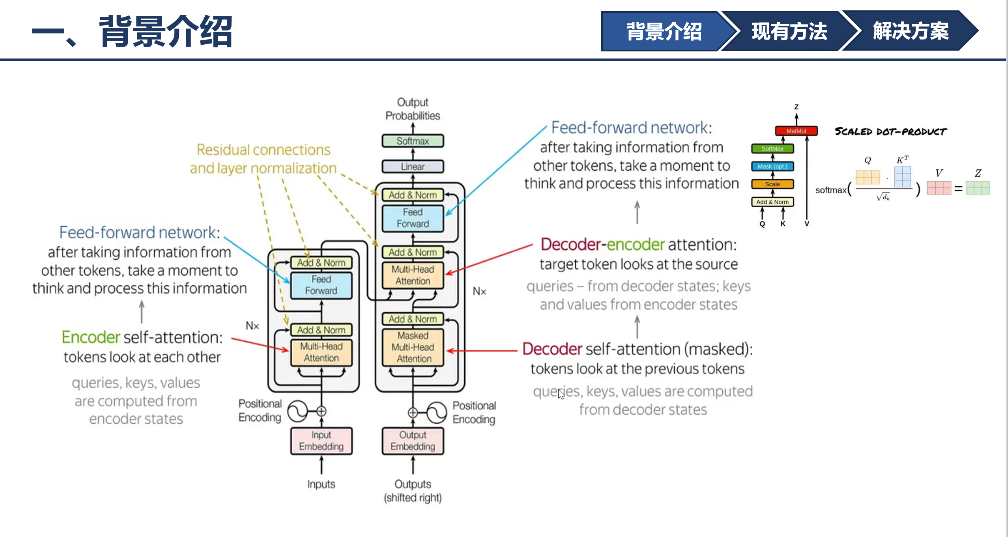 一、背景介绍
背景介绍
现有方法
解决方案
Output
Probabilities
Softmax
Linear
Add & Norm
Feed
Forward
Add & Norm
Multi-Head
Attention
Add & Norm
Masked
Multi-Head
Attention
Nx
Positional
Encoding
Output
Embedding
Outputs
(shifted right)
Residual connections
and layer normalization
Feed-forward network:
after taking information from
other tokens, take a moment to
think and process this information
Encoder self-attention:
tokens look at each other
queries, keys, values
are computed from
encoder states
Add & Norm
Feed
Forward
Nx
Add & Norm
Multi-Head
Attention
Positional
Encoding
Input
Embedding
Inputs
Feed-forward network:
after taking information from
other tokens, take a moment to
think and process this information
Decoder-encoder attention:
target token looks at the source
queries – from decoder states; keys
and values from encoder states
Decoder self-attention (masked):
tokens look at the previous tokens
queries, keys, values are computed
from decoder states
Z
MatMul
SoftMax
Mask (opt.)
Scale
Add & Norm
Q K V
SCALED DOT-PRODUCT
Q K^T V Z
softmax( · / √d_k ) =